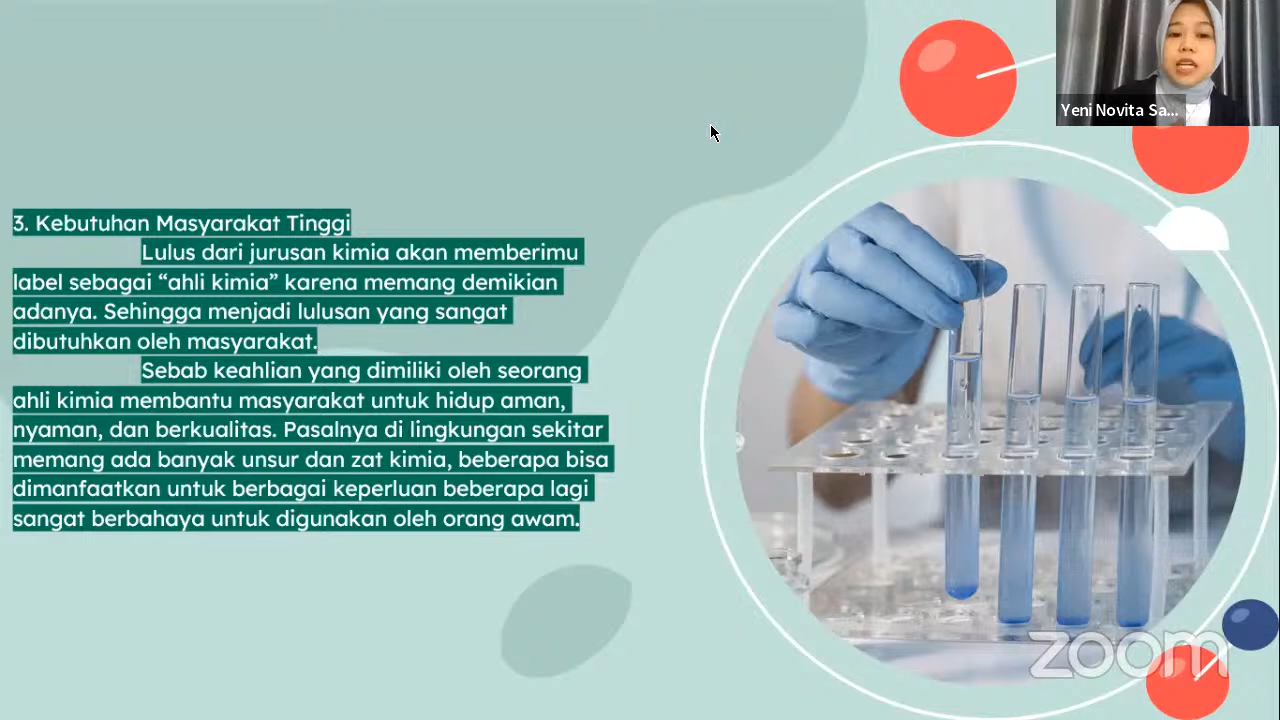 3. Kebutuhan Masyarakat Tinggi
Lulus dari jurusan kimia akan memberimu
label sebagai “ahli kimia” karena memang demikian
adanya. Sehingga menjadi lulusan yang sangat
dibutuhkan oleh masyarakat.
Sebab keahlian yang dimiliki oleh seorang
ahli kimia membantu masyarakat untuk hidup aman,
nyaman, dan berkualitas. Pasalnya di lingkungan sekitar
memang ada banyak unsur dan zat kimia, beberapa bisa
dimanfaatkan untuk berbagai keperluan beberapa lagi
sangat berbahaya untuk digunakan oleh orang awam.
Yeni Novita Sa...
zoom